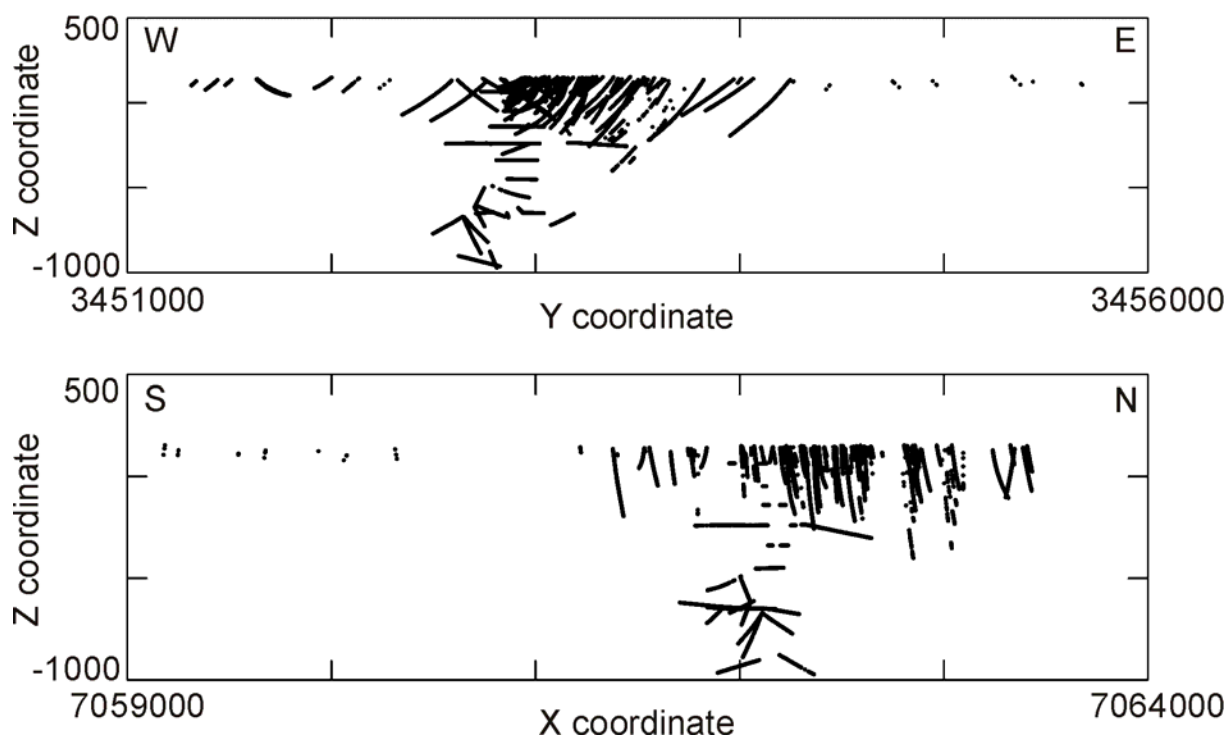 500
W
E
Z coordinate
-1000
3451000
Y coordinate
3456000
500
S
N
Z coordinate
-1000
7059000
X coordinate
7064000